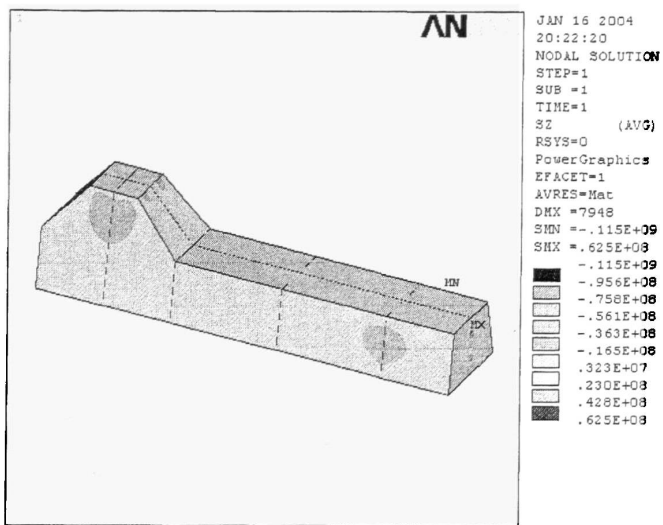 1
AN
JAN 16 2004
20:22:20
NODAL SOLUTION
STEP=1
SUB =1
TIME=1
SZ (AVG)
RSYS=0
PowerGraphics
EFACET=1
AVRES=Mat
DMX =7948
SMN =-.115E+09
SMX =.625E+08
-.115E+09
-.956E+08
-.758E+08
-.561E+08
-.363E+08
-.165E+08
.323E+07
.230E+08
.428E+08
.625E+08
MN
MX